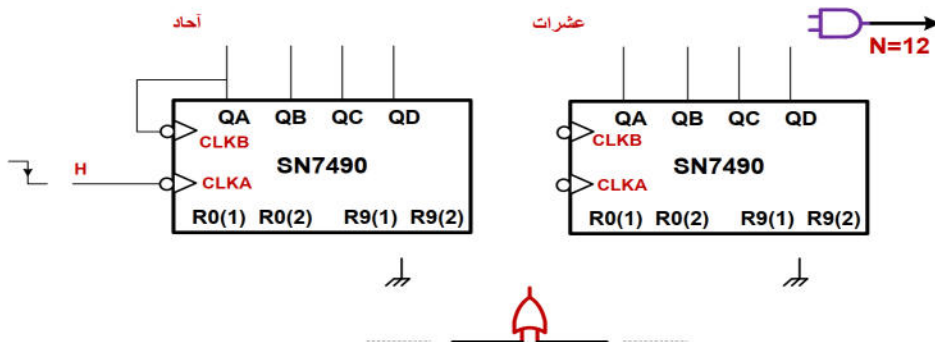 آحاد
عشرات
N=12
QA QB QC QD
QA QB QC QD
CLKB
CLKB
SN7490
SN7490
H
CLKA
CLKA
R0(1) R0(2) R9(1) R9(2)
R0(1) R0(2) R9(1) R9(2)